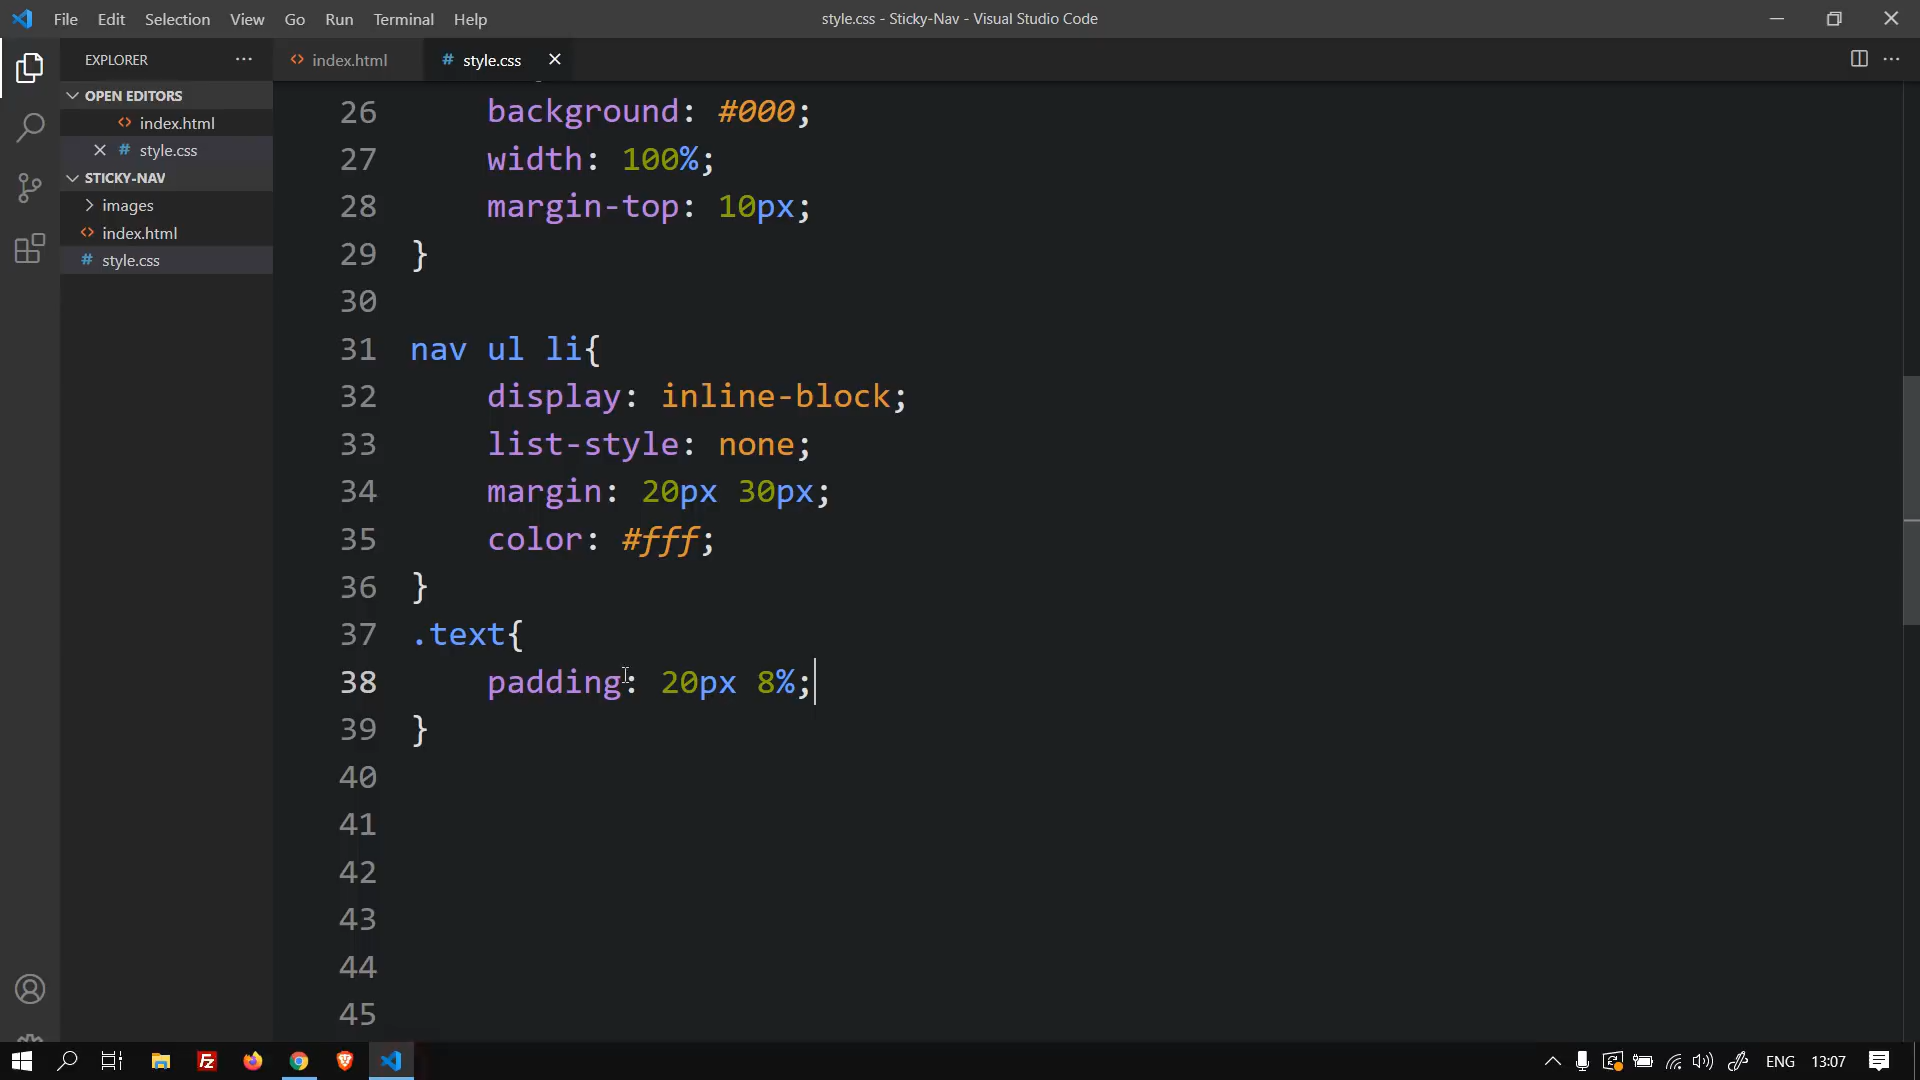 File Edit Selection View Go Run Terminal Help
style.css - Sticky-Nav - Visual Studio Code
EXPLORER
OPEN EDITORS
index.html
style.css
STICKY-NAV
images
index.html
style.css
index.html
style.css
26 background: #000;
27 width: 100%;
28 margin-top: 10px;
29 }
30
31 nav ul li{
32 display: inline-block;
33 list-style: none;
34 margin: 20px 30px;
35 color: #fff;
36 }
37 .text{
38 padding: 20px 8%;
39 }
40
41
42
43
44
45
ENG 13:07